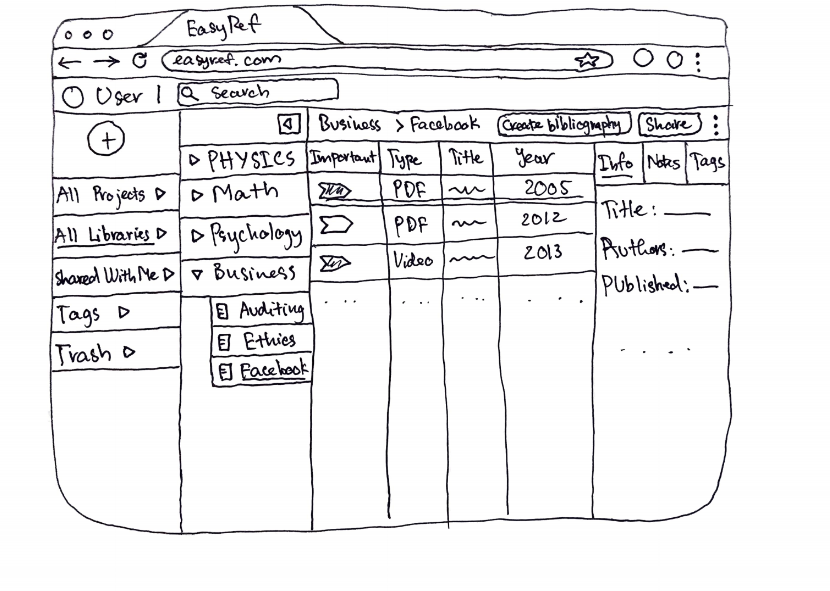 EasyRef
easyref.com
User | Search
Business > Facebook Create bibliography Share
PHYSICS Important Type Title Year Info Notes Tags
All Projects Math PDF 2005
Title:
All Libraries Psychology PDF 2012
Authors:
Shared With Me Business Video 2013
Published:
Tags Auditing
Ethics
Trash
Facebook